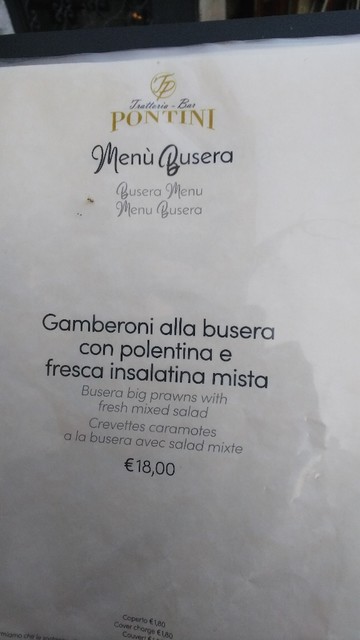 TP
Trattoria - Bar
PONTINI
Menù Busera
Busera Menu
Menu Busera
Gamberoni alla busera
con polentina e
fresca insalatina mista
Busera big prawns with
fresh mixed salad
Crevettes caramotes
a la busera avec salad mixte
€18,00
Coperto €1,80
Cover charge €1,80
Couvert